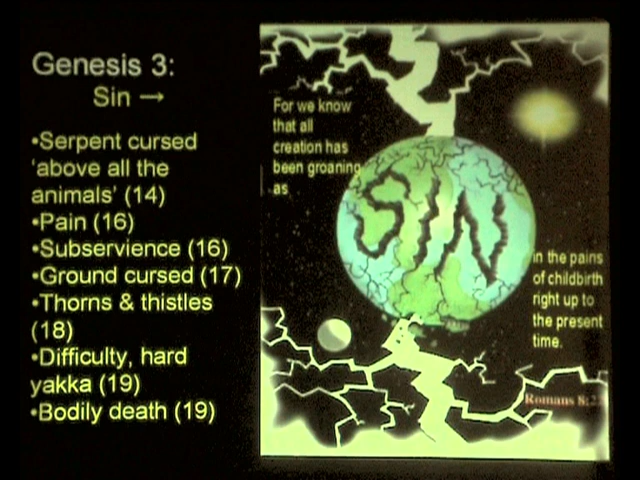 Genesis 3:
Sin →
•Serpent cursed
'above all the
animals' (14)
•Pain (16)
•Subservience (16)
•Ground cursed (17)
•Thorns & thistles
(18)
•Difficulty, hard
yakka (19)
•Bodily death (19)
For we know
that all
creation has
been groaning
as
SIN
in the pains
of childbirth
right up to
the present
time.
Romans 8:22